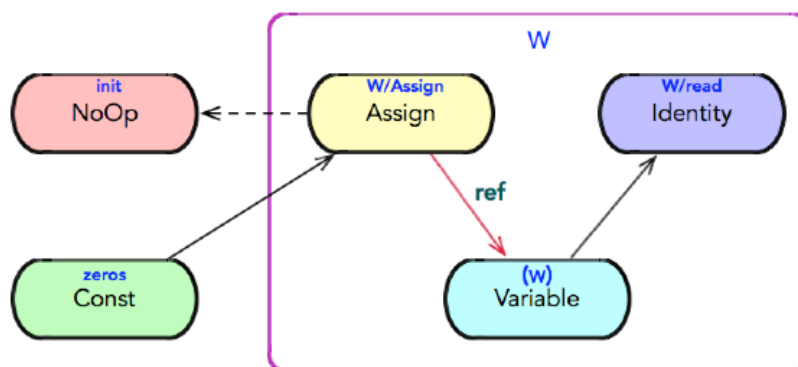 W
init
NoOp
W/Assign
Assign
W/read
Identity
ref
zeros
Const
(w)
Variable